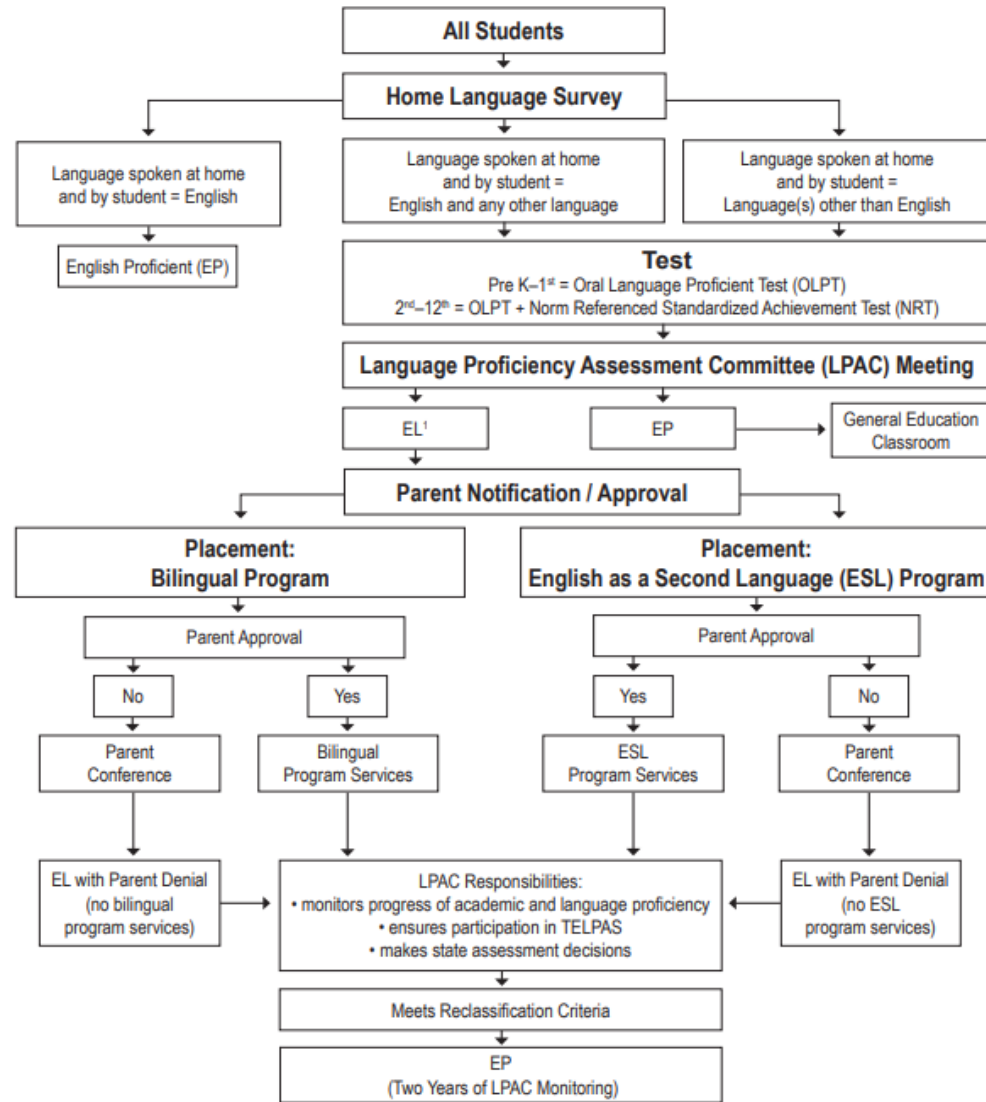 All Students
Home Language Survey
Language spoken at home
and by student = English
Language spoken at home
and by student =
English and any other language
Language spoken at home
and by student =
Language(s) other than English
English Proficient (EP)
Test
Pre K–1st = Oral Language Proficient Test (OLPT)
2nd–12th = OLPT + Norm Referenced Standardized Achievement Test (NRT)
Language Proficiency Assessment Committee (LPAC) Meeting
EL1
EP
General Education
Classroom
Parent Notification / Approval
Placement:
Bilingual Program
Placement:
English as a Second Language (ESL) Program
Parent Approval
Parent Approval
No
Yes
Yes
No
Parent
Conference
Bilingual
Program Services
ESL
Program Services
Parent
Conference
EL with Parent Denial
(no bilingual
program services)
LPAC Responsibilities:
• monitors progress of academic and language proficiency
• ensures participation in TELPAS
• makes state assessment decisions
EL with Parent Denial
(no ESL
program services)
Meets Reclassification Criteria
EP
(Two Years of LPAC Monitoring)